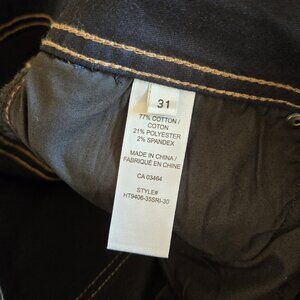 31
77% COTTON /
COTON
21% POLYESTER
2% SPANDEX
MADE IN CHINA /
FABRIQUÉ EN CHINE
CA 03464
STYLE#
HT9406-35SRI-30